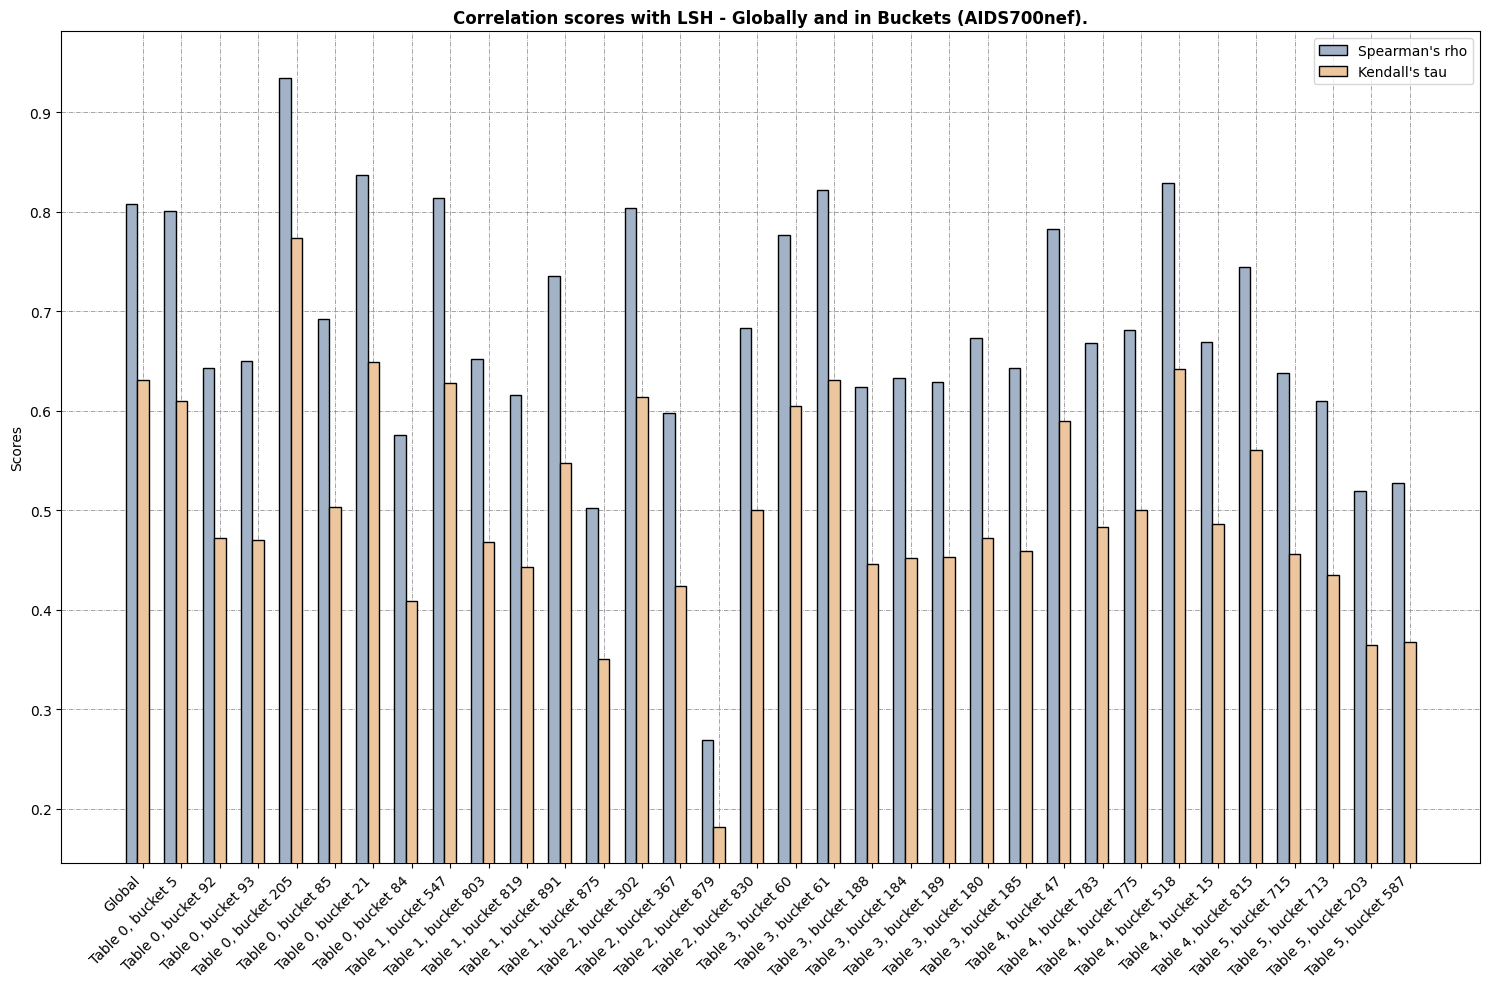 Correlation scores with LSH - Globally and in Buckets (AIDS700nef).
Spearman's rho
Kendall's tau
Scores
0.9
0.8
0.7
0.6
0.5
0.4
0.3
0.2
Global
Table 0, bucket 5
Table 0, bucket 92
Table 0, bucket 93
Table 0, bucket 205
Table 0, bucket 85
Table 0, bucket 21
Table 0, bucket 84
Table 1, bucket 547
Table 1, bucket 803
Table 1, bucket 819
Table 1, bucket 891
Table 1, bucket 875
Table 2, bucket 302
Table 2, bucket 367
Table 2, bucket 879
Table 2, bucket 830
Table 3, bucket 60
Table 3, bucket 61
Table 3, bucket 188
Table 3, bucket 184
Table 3, bucket 189
Table 3, bucket 180
Table 3, bucket 185
Table 4, bucket 47
Table 4, bucket 783
Table 4, bucket 775
Table 4, bucket 518
Table 4, bucket 15
Table 4, bucket 815
Table 5, bucket 715
Table 5, bucket 713
Table 5, bucket 203
Table 5, bucket 587